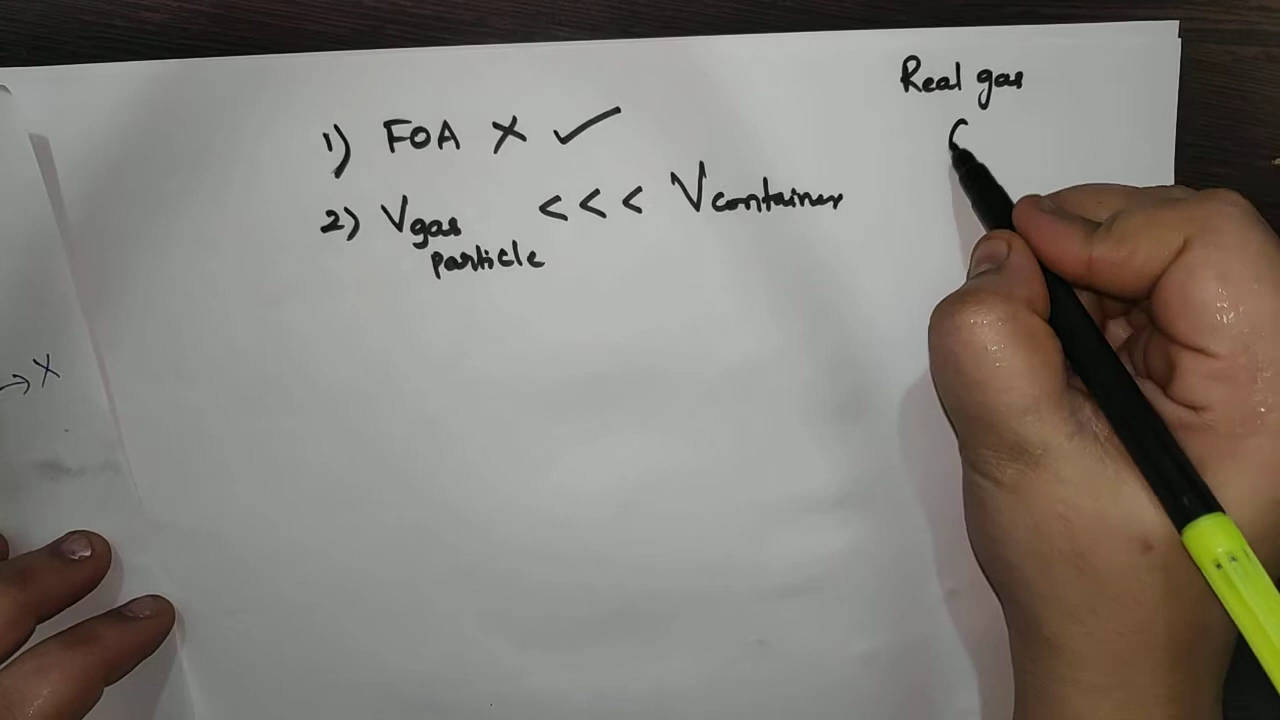 Real gas
1) FOA × ✓
2) Vgas <<< Vcontainer
particle
→ X